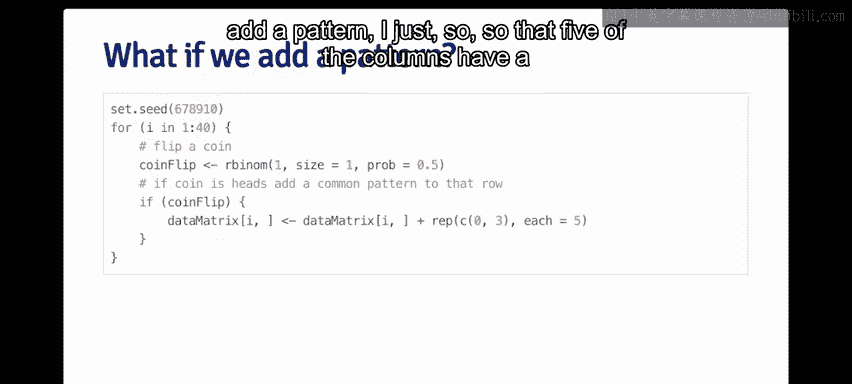 add a pattern, I just, so, so that five of
the columns have a
What if we add a pattern?
set.seed(678910)
for (i in 1:40) {
    # flip a coin
    coinFlip <- rbinom(1, size = 1, prob = 0.5)
    # if coin is heads add a common pattern to that row
    if (coinFlip) {
        dataMatrix[i, ] <- dataMatrix[i, ] + rep(c(0, 3), each = 5)
    }
}